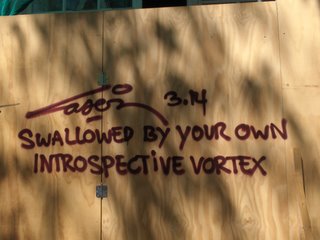 3.14
SWALLOWED BY YOUR OWN
INTROSPECTIVE VORTEX